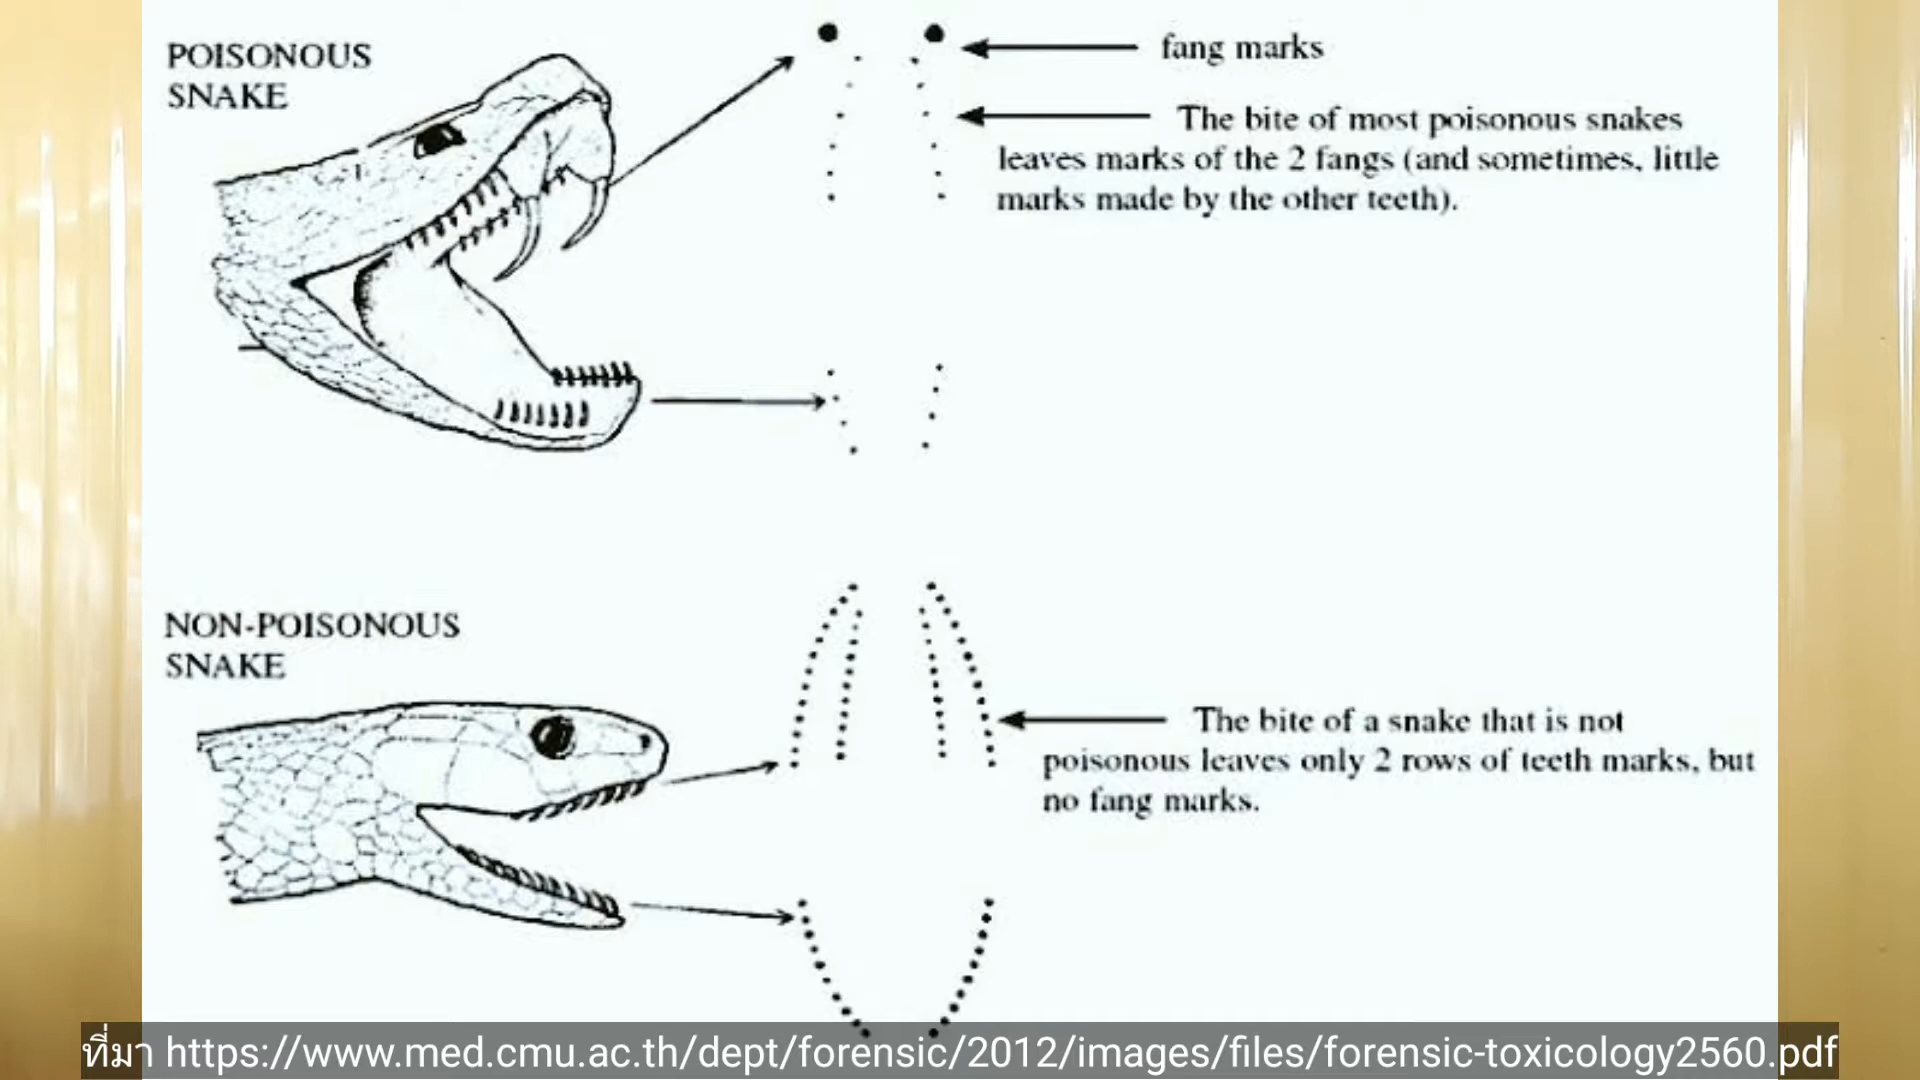 POISONOUS
SNAKE
fang marks
The bite of most poisonous snakes
leaves marks of the 2 fangs (and sometimes, little
marks made by the other teeth).
NON-POISONOUS
SNAKE
The bite of a snake that is not
poisonous leaves only 2 rows of teeth marks, but
no fang marks.
ที่มา https://www.med.cmu.ac.th/dept/forensic/2012/images/files/forensic-toxicology2560.pdf